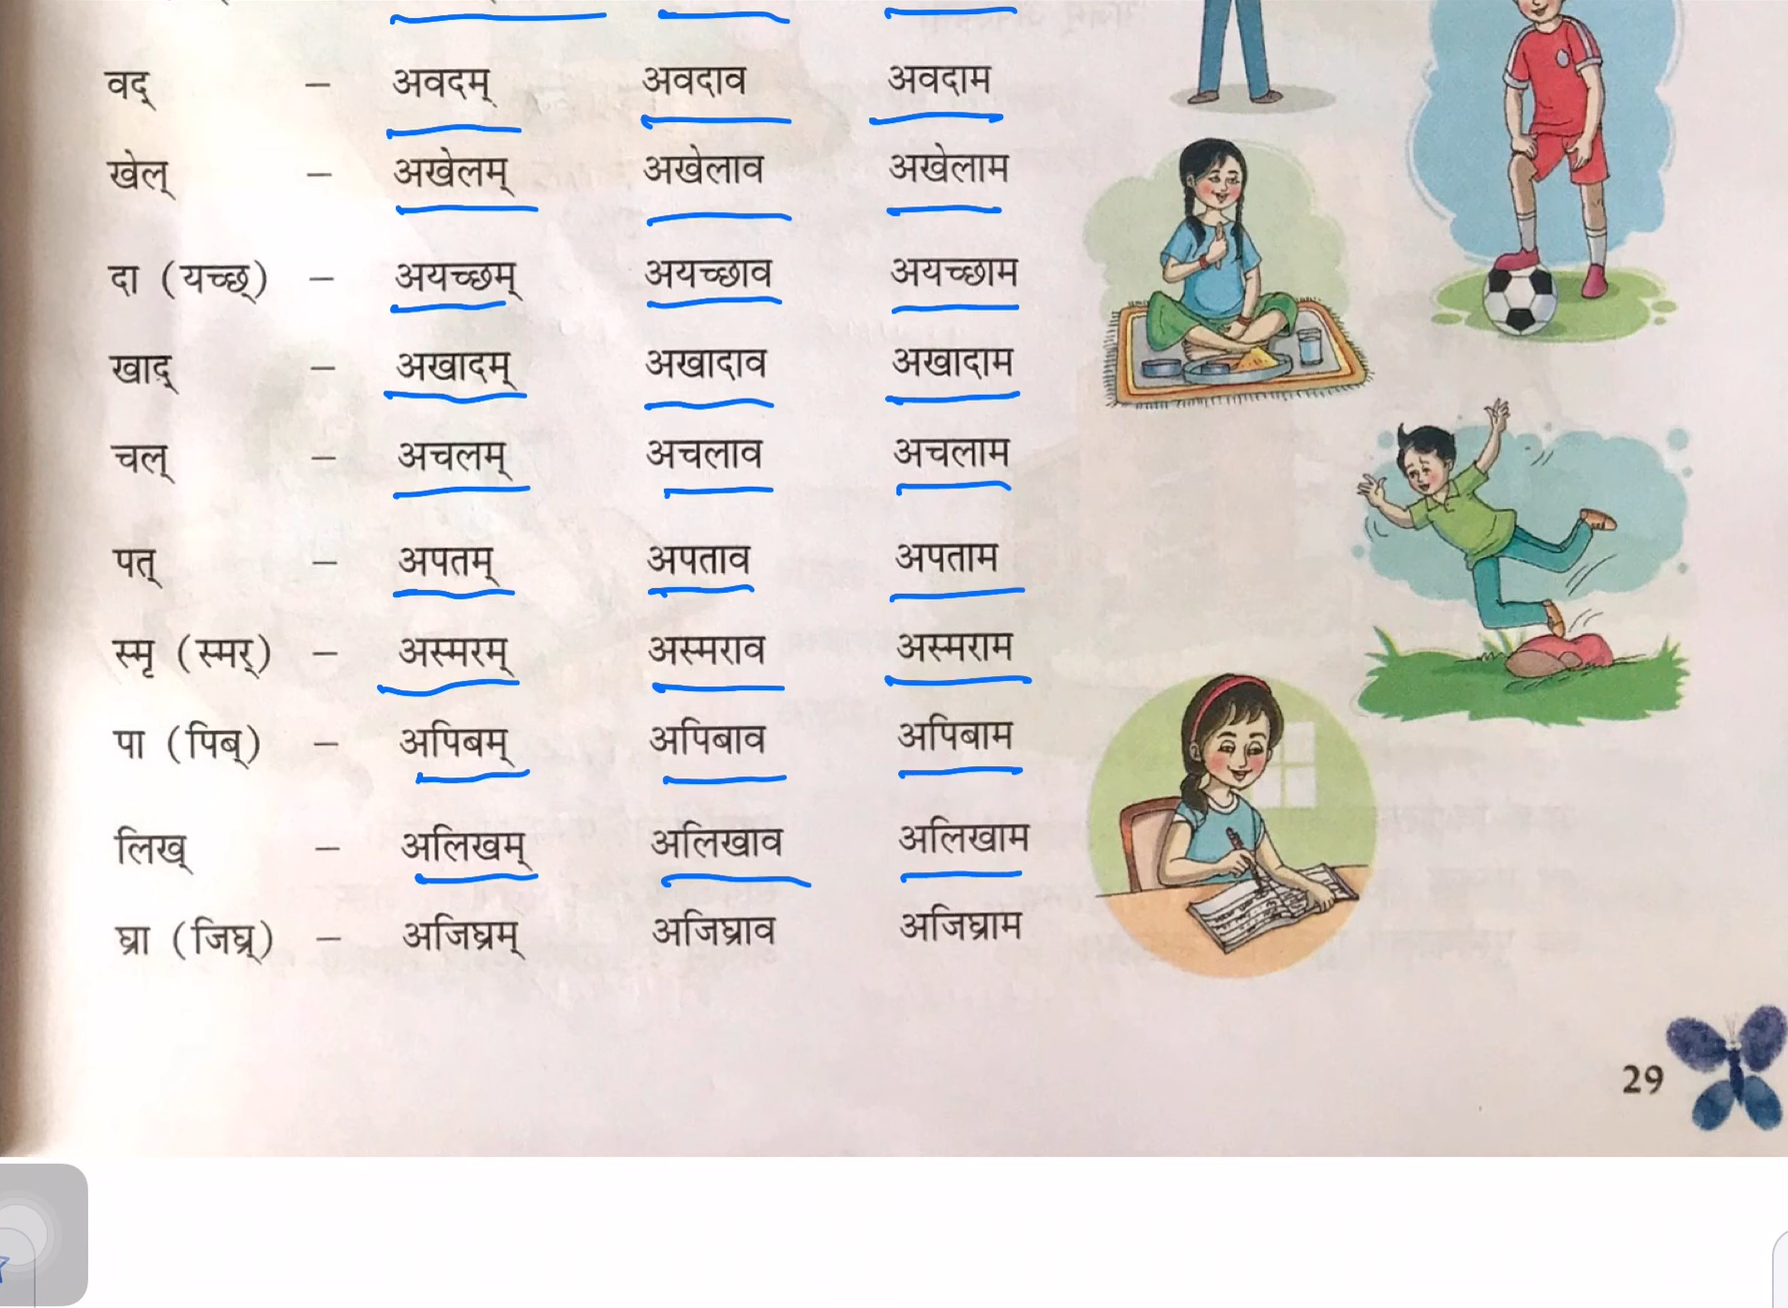 वद् – अवदम् अवदाव अवदाम
खेल् – अखेलम् अखेलाव अखेलाम
दा (यच्छ्) – अयच्छम् अयच्छाव अयच्छाम
खाद् – अखादम् अखादाव अखादाम
चल् – अचलम् अचलाव अचलाम
पत् – अपतम् अपताव अपताम
स्मृ (स्मर्) – अस्मरम् अस्मराव अस्मराम
पा (पिब्) – अपिबम् अपिबाव अपिबाम
लिख् – अलिखम् अलिखाव अलिखाम
घ्रा (जिघ्र्) – अजिघ्रम् अजिघ्राव अजिघ्राम
29